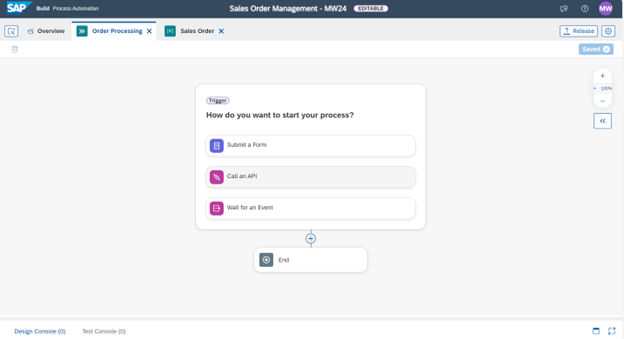 SAP Build Process Automation Sales Order Management - MW24 EDITABLE MW
Overview Order Processing Sales Order Release
Saved
100%
Trigger
How do you want to start your process?
Submit a Form
Call an API
Wait for an Event
End
Design Console (0) Test Console (0)